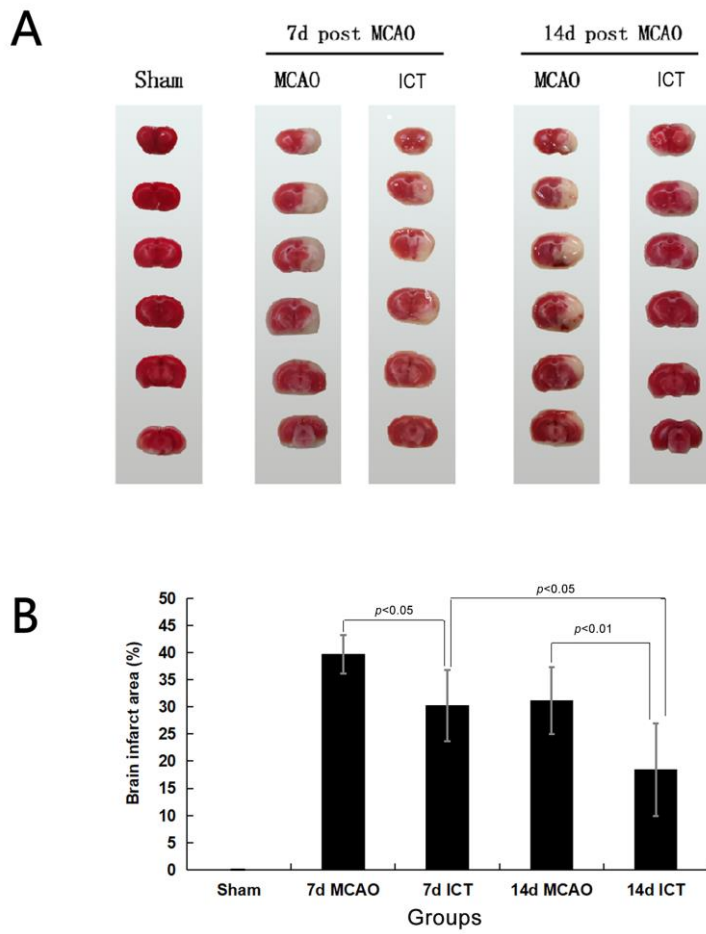 A
7d post MCAO
14d post MCAO
Sham
MCAO
ICT
MCAO
ICT
B
Brain infarct area (%)
50
45
40
35
30
25
20
15
10
5
0
p<0.05
p<0.05
p<0.01
Sham
7d MCAO
7d ICT
14d MCAO
14d ICT
Groups